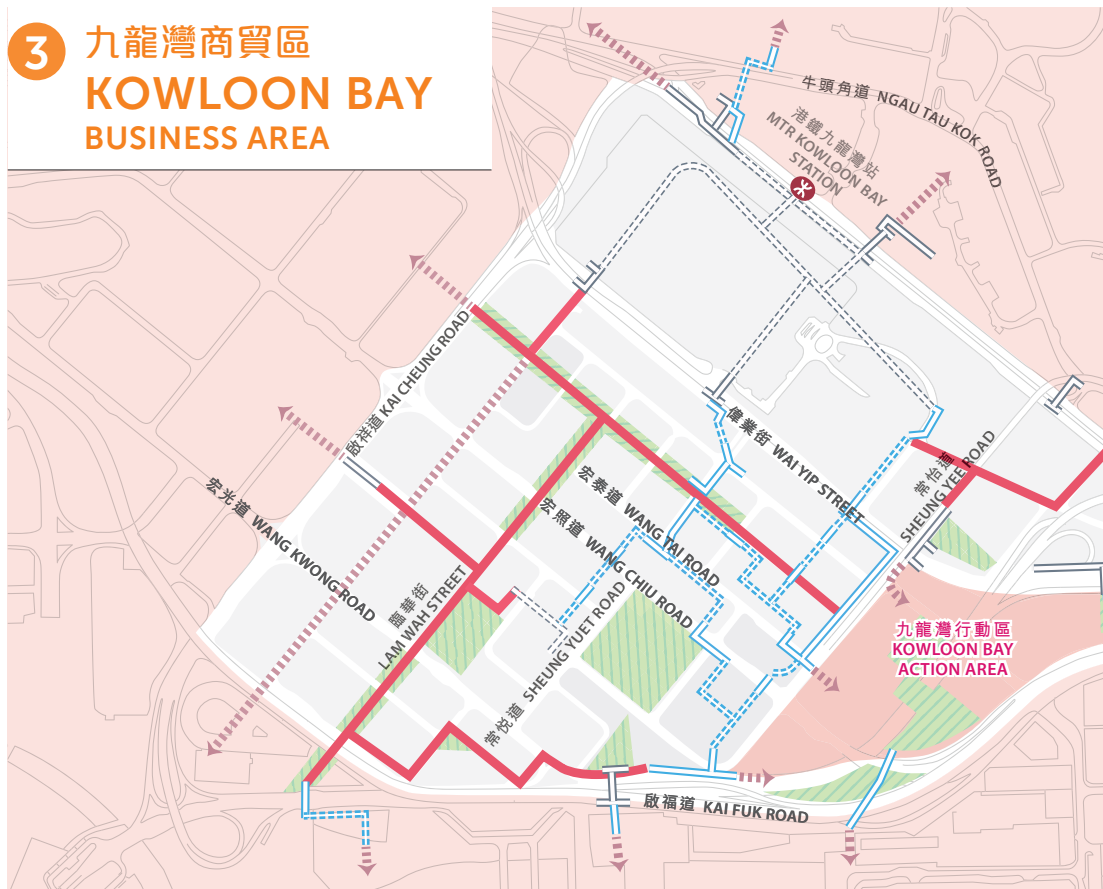 3
九龍灣商貿區
KOWLOON BAY
BUSINESS AREA
牛頭角道 NGAU TAU KOK ROAD
港鐵九龍灣站
MTR KOWLOON BAY
STATION
啟祥道 KAI CHEUNG ROAD
宏光道 WANG KWONG ROAD
臨華街
LAM WAH STREET
宏泰道 WANG TAI ROAD
宏照道 WANG CHIU ROAD
偉業街 WAI YIP STREET
常怡道
SHEUNG YEE ROAD
常悅道 SHEUNG YUET ROAD
九龍灣行動區
KOWLOON BAY
ACTION AREA
啟福道 KAI FUK ROAD